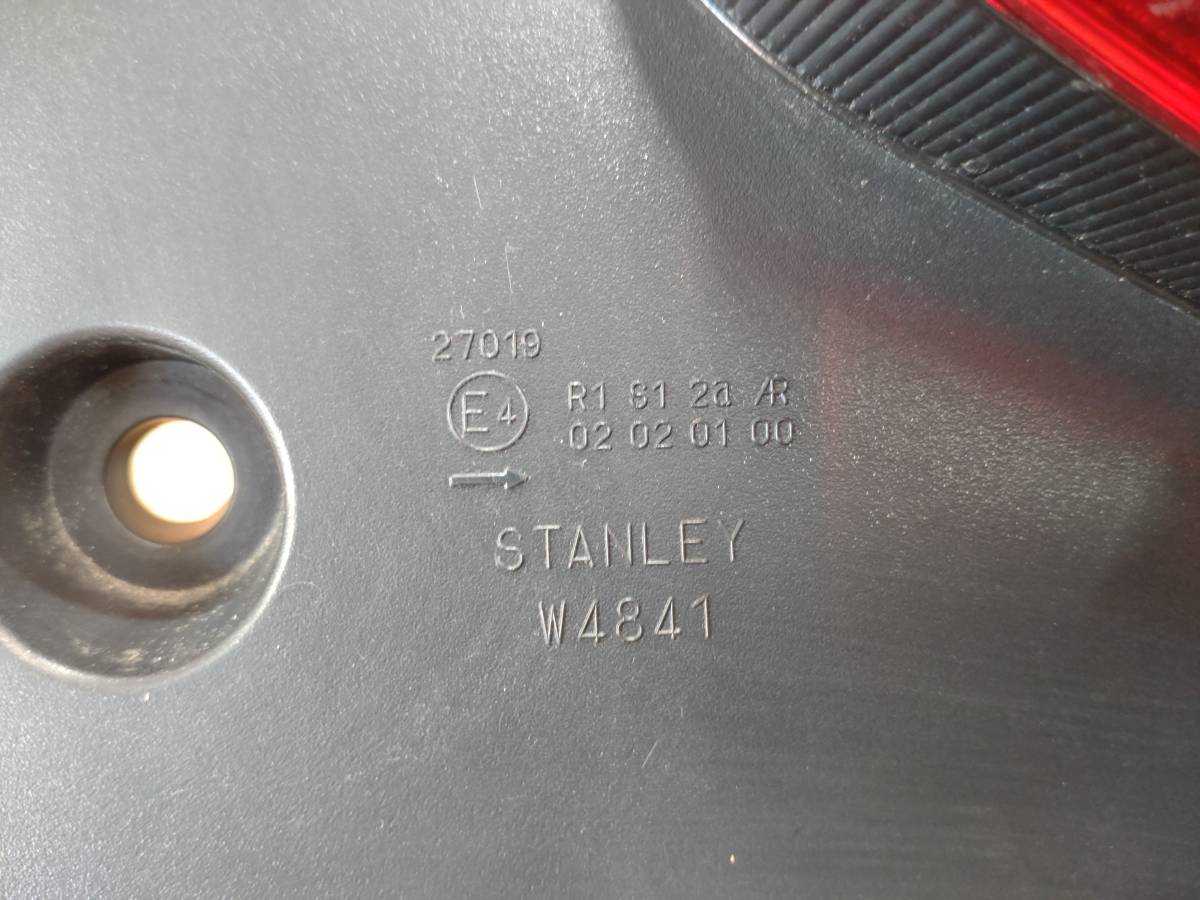 27019
E4 R1 S1 2a AR
02 02 01 00
→
STANLEY
W4841